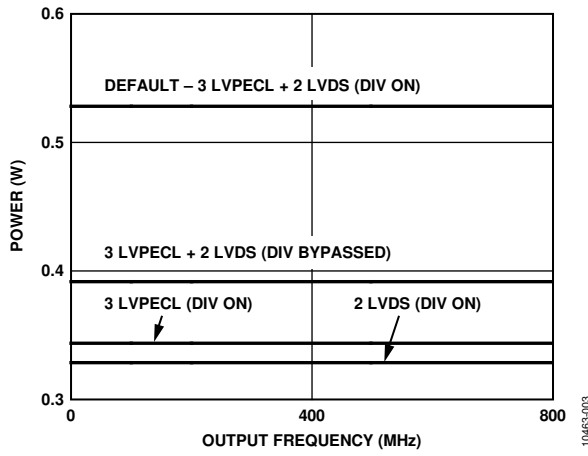 0.6
DEFAULT – 3 LVPECL + 2 LVDS (DIV ON)
0.5
POWER (W)
3 LVPECL + 2 LVDS (DIV BYPASSED)
0.4
3 LVPECL (DIV ON)
2 LVDS (DIV ON)
0.3
0
400
800
OUTPUT FREQUENCY (MHz)
10463-003